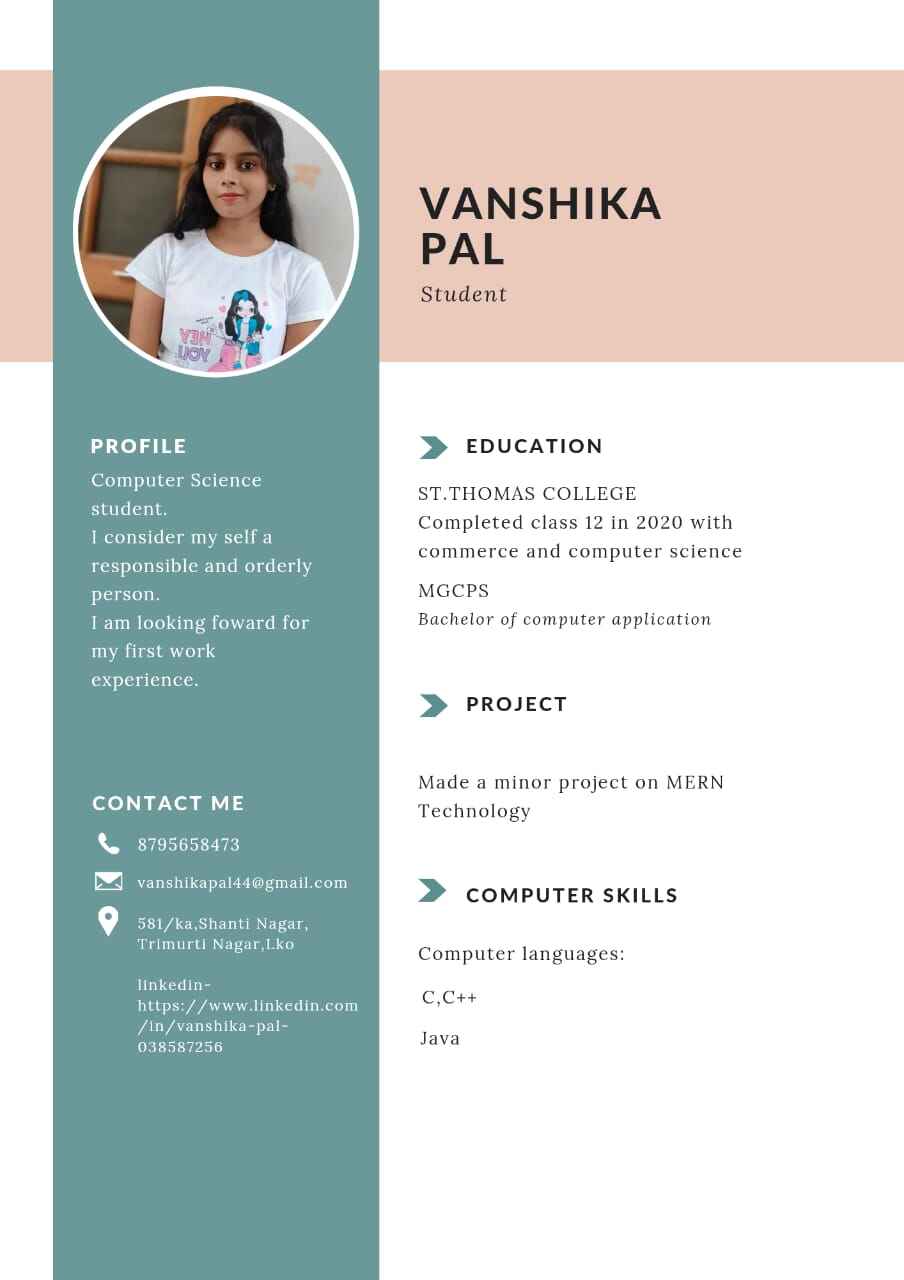 VANSHIKA
PAL
Student
PROFILE
Computer Science
student.
I consider my self a
responsible and orderly
person.
I am looking foward for
my first work
experience.
CONTACT ME
8795658473
vanshikapal44@gmail.com
581/ka,Shanti Nagar,
Trimurti Nagar,Lko
linkedin-
https://www.linkedin.com
/in/vanshika-pal-
038587256
EDUCATION
ST.THOMAS COLLEGE
Completed class 12 in 2020 with
commerce and computer science
MGCPS
Bachelor of computer application
PROJECT
Made a minor project on MERN
Technology
COMPUTER SKILLS
Computer languages:
C,C++
Java